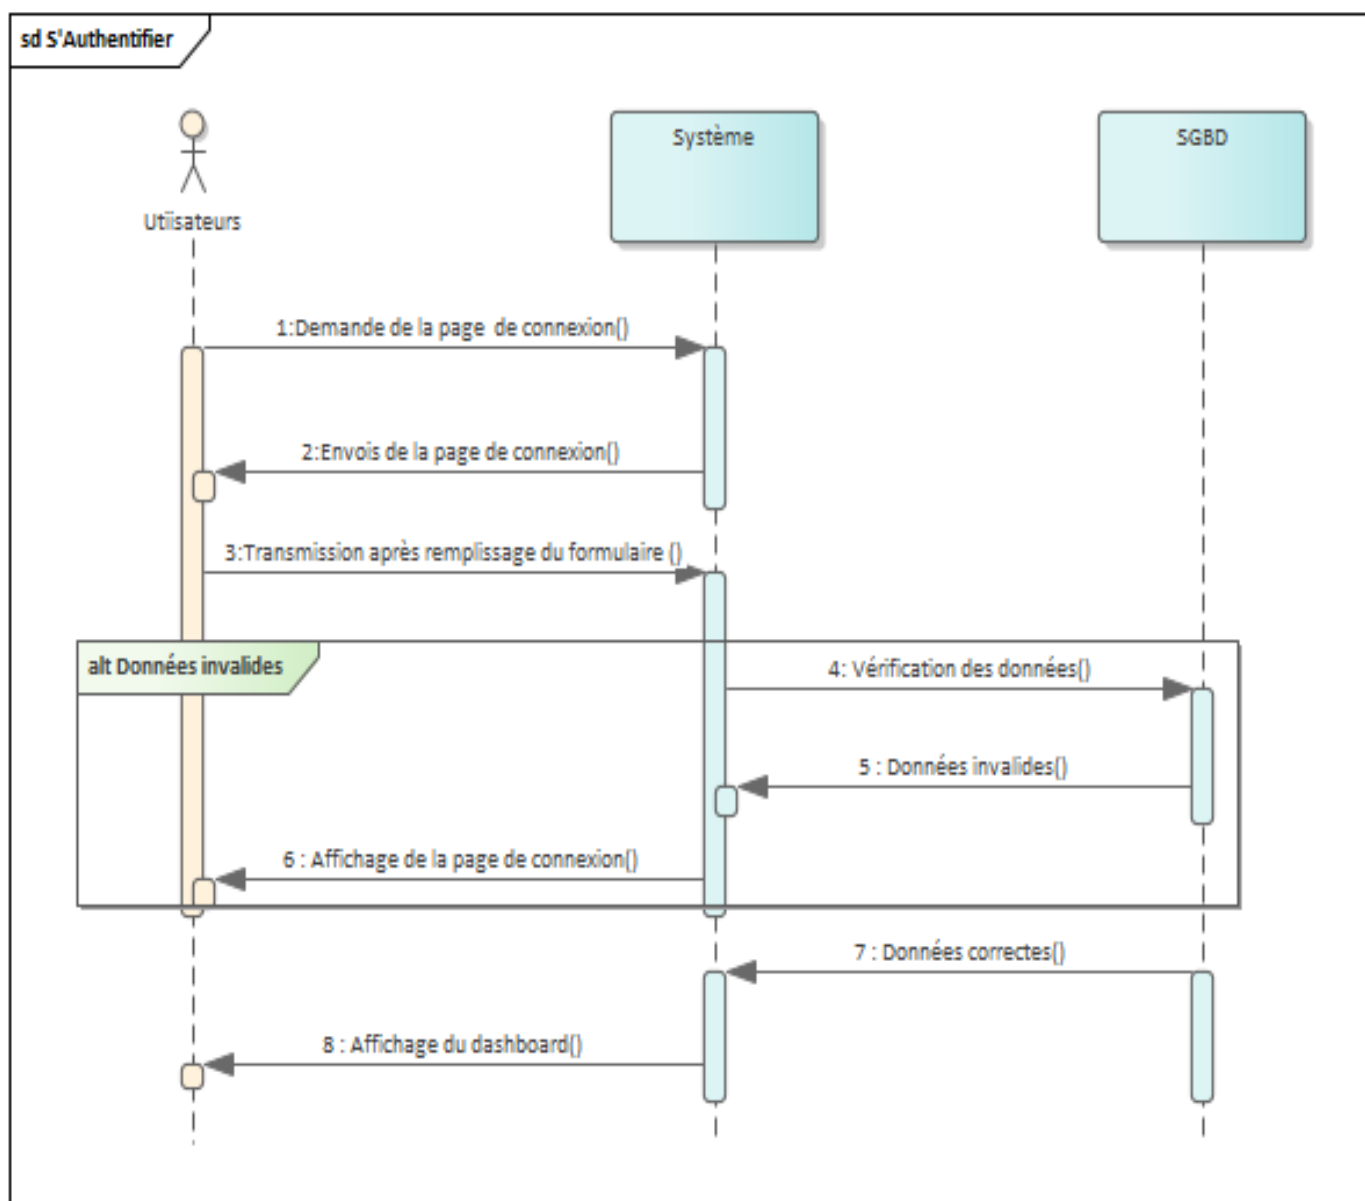 sd S'Authentifier
Système
SGBD
Utiisateurs
1:Demande de la page de connexion()
2:Envois de la page de connexion()
3:Transmission après remplissage du formulaire ()
alt Données invalides
4: Vérification des données()
5 : Données invalides()
6 : Affichage de la page de connexion()
7 : Données correctes()
8 : Affichage du dashboard()